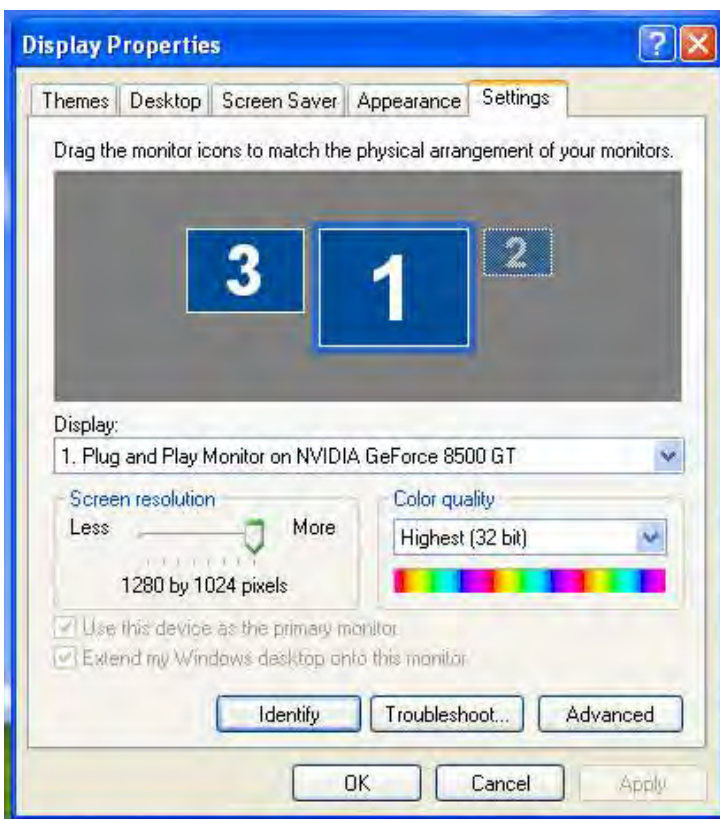 Display Properties
Themes Desktop Screen Saver Appearance Settings
Drag the monitor icons to match the physical arrangement of your monitors.
3 1 2
Display:
1. Plug and Play Monitor on NVIDIA GeForce 8500 GT
Screen resolution Color quality
Less More Highest (32 bit)
1280 by 1024 pixels
Use this device as the primary monitor
Extend my Windows desktop onto this monitor
Identify Troubleshoot... Advanced
OK Cancel Apply